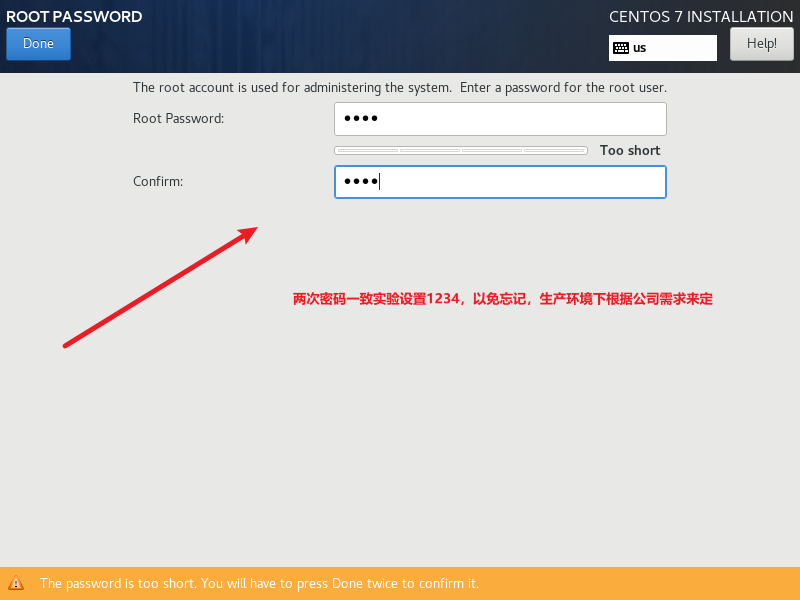 ROOT PASSWORD
CENTOS 7 INSTALLATION
Done
us
Help!
The root account is used for administering the system.  Enter a password for the root user.
Root Password:
••••
Too short
Confirm:
••••
两次密码一致实验设置1234，以免忘记，生产环境下根据公司需求来定
The password is too short. You will have to press Done twice to confirm it.